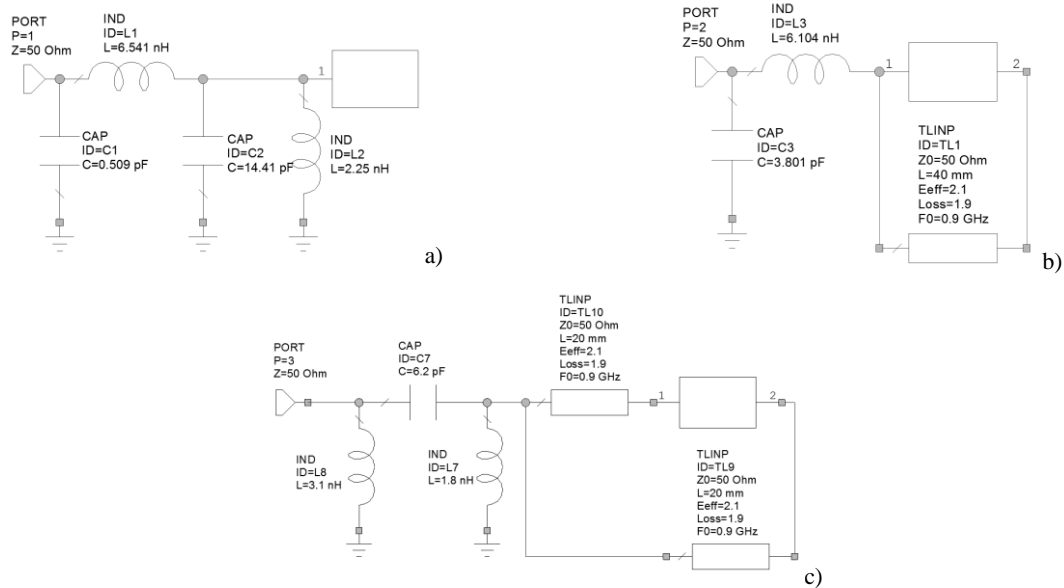 PORT
P=1
Z=50 Ohm
IND
ID=L1
L=6.541 nH
CAP
ID=C1
C=0.509 pF
CAP
ID=C2
C=14.41 pF
IND
ID=L2
L=2.25 nH
1
a)
PORT
P=2
Z=50 Ohm
IND
ID=L3
L=6.104 nH
CAP
ID=C3
C=3.801 pF
1
2
TLINP
ID=TL1
Z0=50 Ohm
L=40 mm
Eeff=2.1
Loss=1.9
F0=0.9 GHz
b)
PORT
P=3
Z=50 Ohm
CAP
ID=C7
C=6.2 pF
IND
ID=L8
L=3.1 nH
IND
ID=L7
L=1.8 nH
TLINP
ID=TL10
Z0=50 Ohm
L=20 mm
Eeff=2.1
Loss=1.9
F0=0.9 GHz
1
2
TLINP
ID=TL9
Z0=50 Ohm
L=20 mm
Eeff=2.1
Loss=1.9
F0=0.9 GHz
c)